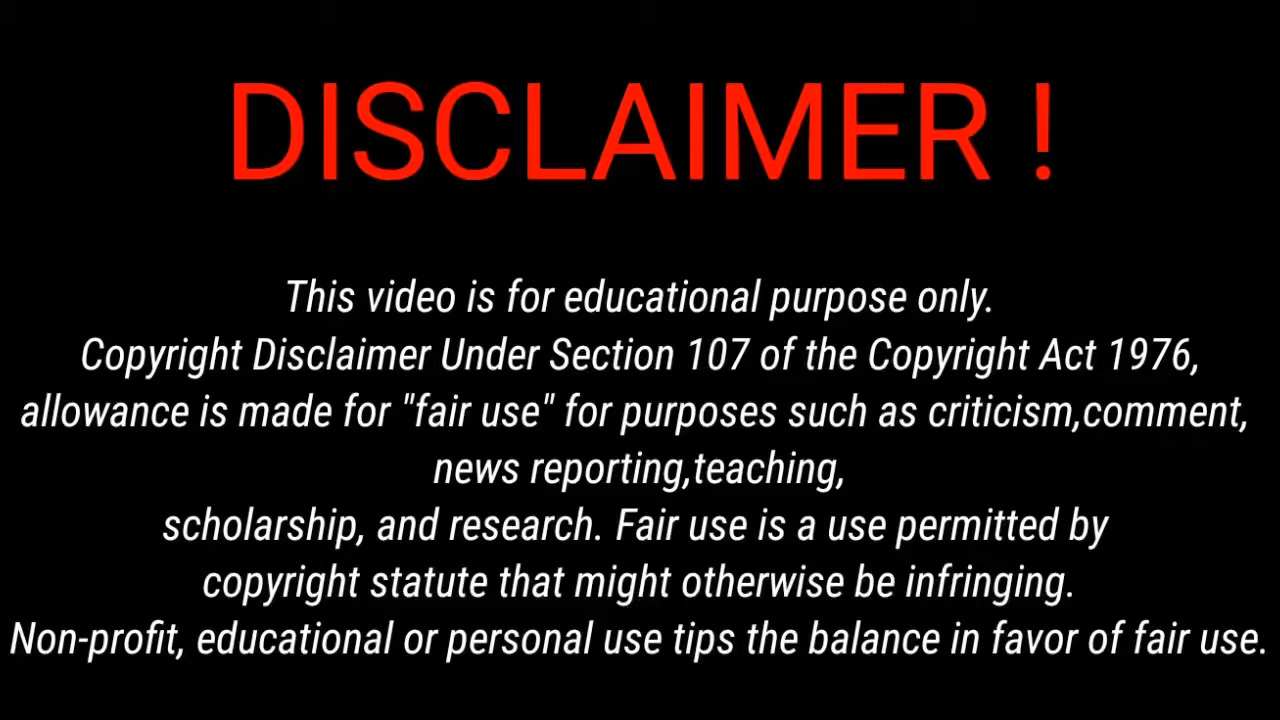 DISCLAIMER !
This video is for educational purpose only.
Copyright Disclaimer Under Section 107 of the Copyright Act 1976,
allowance is made for "fair use" for purposes such as criticism,comment,
news reporting,teaching,
scholarship, and research. Fair use is a use permitted by
copyright statute that might otherwise be infringing.
Non-profit, educational or personal use tips the balance in favor of fair use.